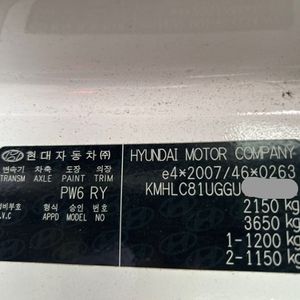 현대자동차(주)
변속기 차축 도장 의장
TRANSM AXLE PAINT TRIM
PW6 RY
형식 승인 번호
V.C APPD MODEL NO
HYUNDAI MOTOR COMPANY
e4*2007/46*0263
KMHLC81UGGU
2150 kg
3650 kg
1-1200 kg
2-1150 kg